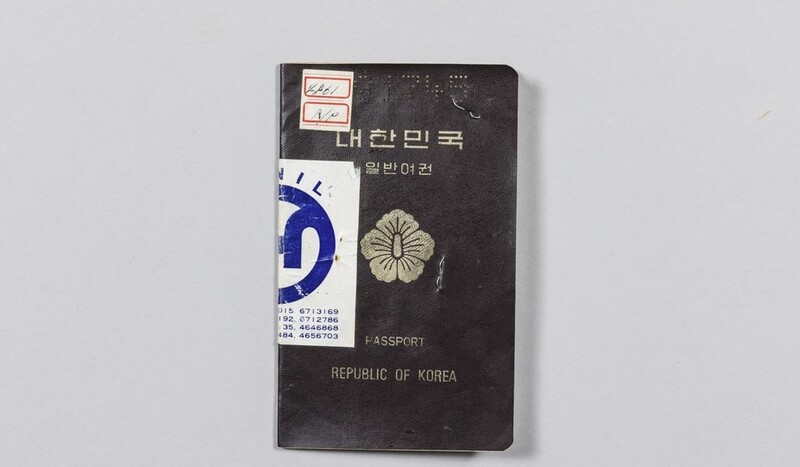 대한민국
일반여권
NIL
015 6713169
192. 6712786
35. 4646868
484. 4656703
PASSPORT
REPUBLIC OF KOREA